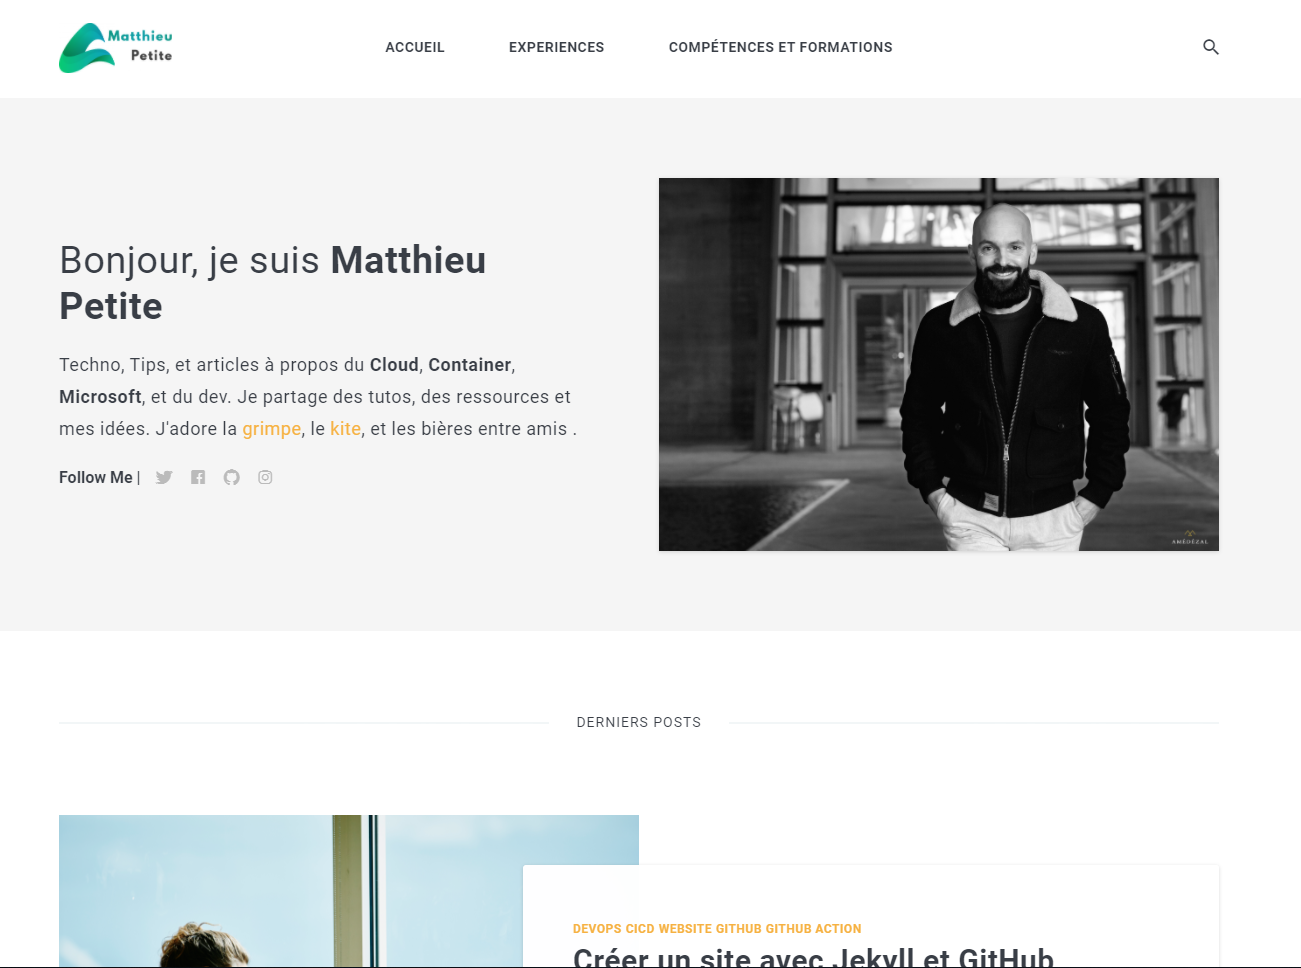 Matthieu
Petite
ACCUEIL
EXPERIENCES
COMPÉTENCES ET FORMATIONS
Bonjour, je suis Matthieu
Petite
Techno, Tips, et articles à propos du Cloud, Container,
Microsoft, et du dev. Je partage des tutos, des ressources et
mes idées. J'adore la grimpe, le kite, et les bières entre amis .
Follow Me |
AMÉDÉZAL
DERNIERS POSTS
DEVOPS CICD WEBSITE GITHUB GITHUB ACTION
Créer un site avec Jekyll et GitHub